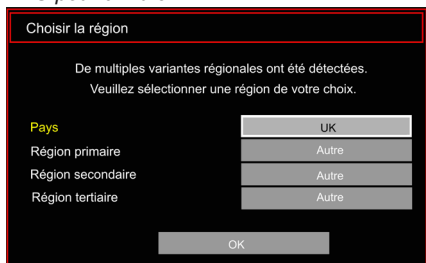 Choisir la région
De multiples variantes régionales ont été détectées.
Veuillez sélectionner une région de votre choix.
Pays UK
Région primaire Autre
Région secondaire Autre
Région tertiaire Autre
OK